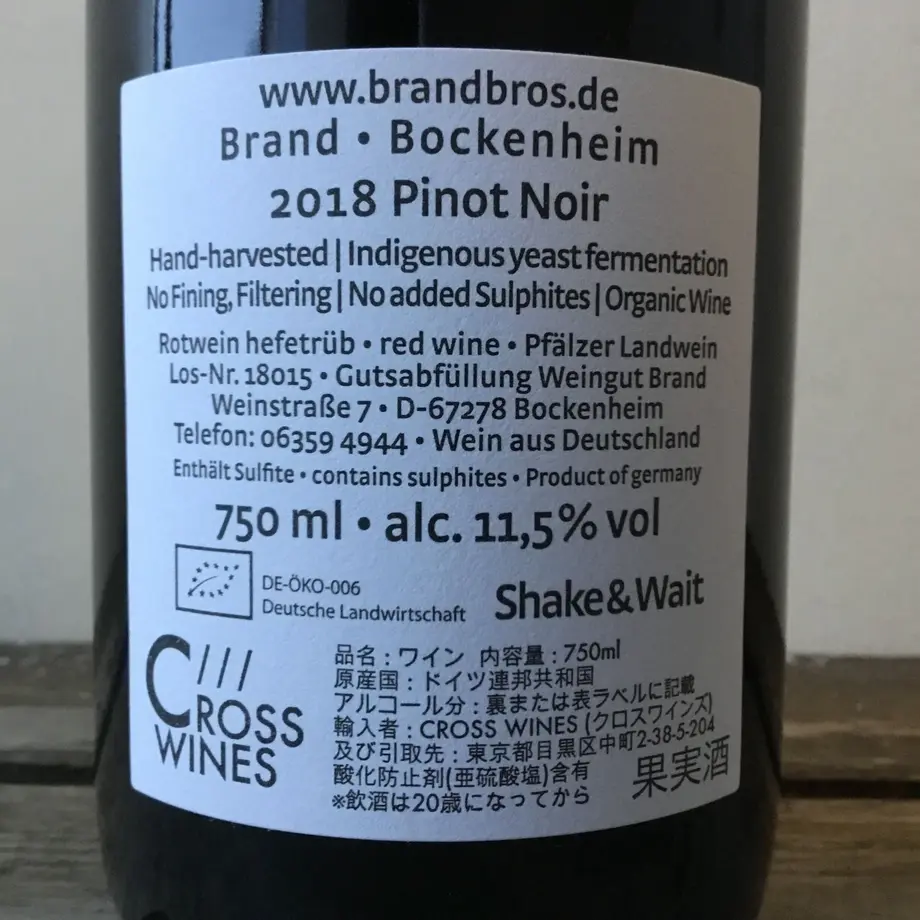 www.brandbros.de
Brand • Bockenheim
2018 Pinot Noir
Hand-harvested | Indigenous yeast fermentation
No Fining, Filtering | No added Sulphites | Organic Wine
Rotwein hefetrüb • red wine • Pfälzer Landwein
Los-Nr. 18015 • Gutsabfüllung Weingut Brand
Weinstraße 7 • D-67278 Bockenheim
Telefon: 06359 4944 • Wein aus Deutschland
Enthält Sulfite • contains sulphites • Product of germany
750 ml • alc. 11,5% vol
DE-ÖKO-006
Deutsche Landwirtschaft
Shake&Wait
C///
CROSS
WINES
品名：ワイン 内容量：750ml
原産国：ドイツ連邦共和国
アルコール分：裏または表ラベルに記載
輸入者：CROSS WINES (クロスワインズ)
及び引取先：東京都目黒区中町2-38-5-204
酸化防止剤(亜硫酸塩)含有
※飲酒は20歳になってから
果実酒